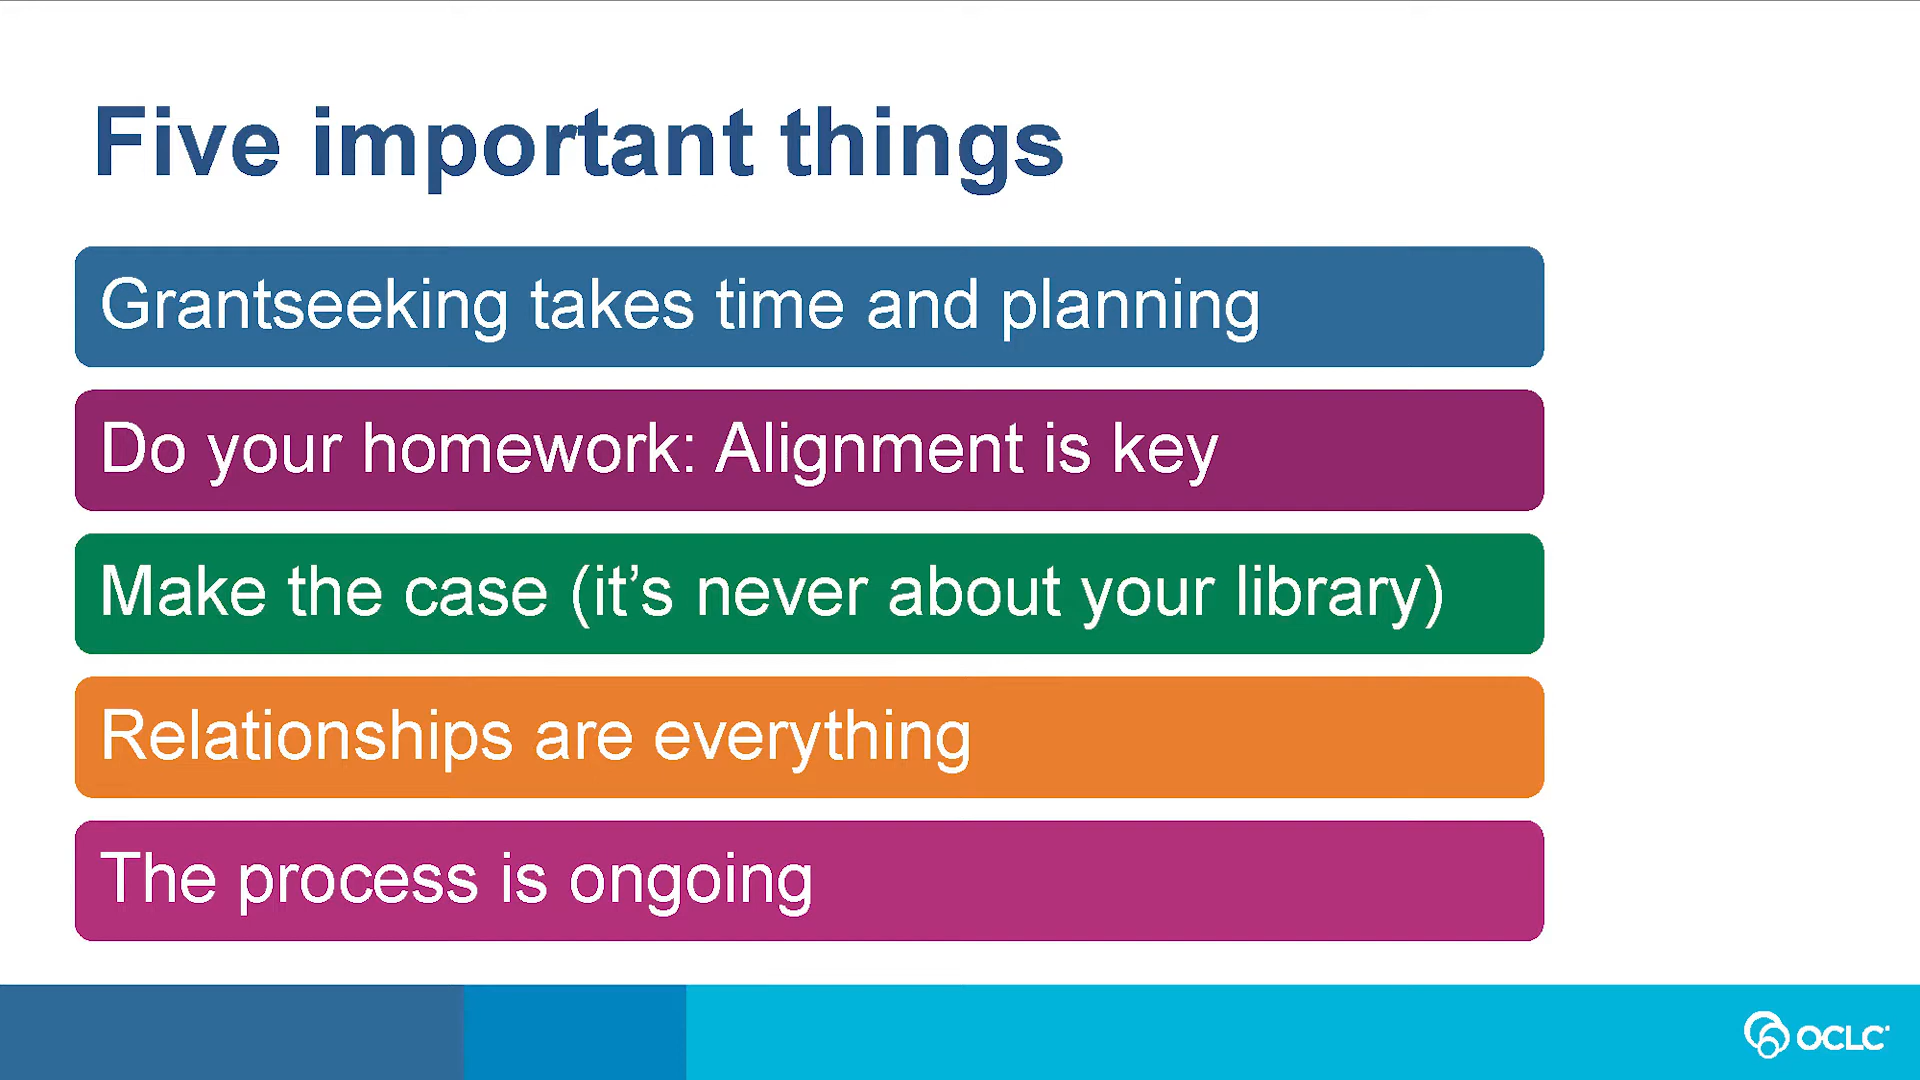 Five important things
Grantseeking takes time and planning
Do your homework: Alignment is key
Make the case (it’s never about your library)
Relationships are everything
The process is ongoing
OCLC